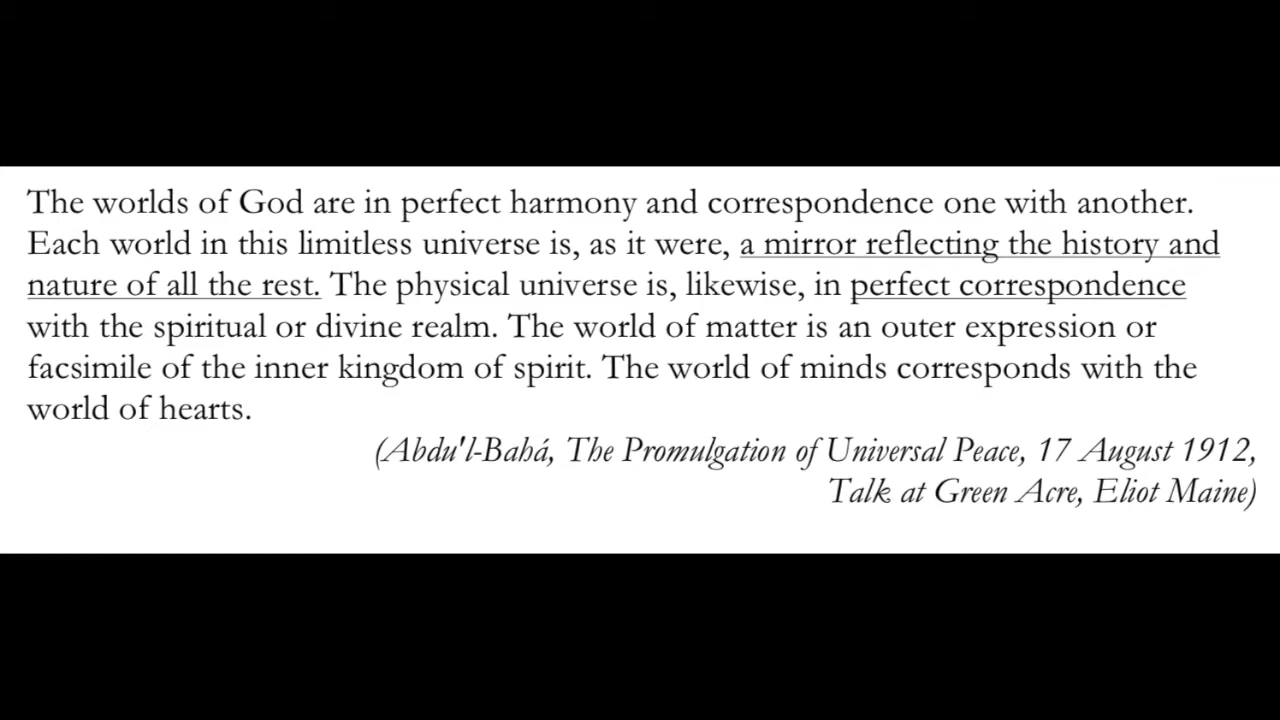 The worlds of God are in perfect harmony and correspondence one with another.
Each world in this limitless universe is, as it were, a mirror reflecting the history and
nature of all the rest. The physical universe is, likewise, in perfect correspondence
with the spiritual or divine realm. The world of matter is an outer expression or
facsimile of the inner kingdom of spirit. The world of minds corresponds with the
world of hearts.
(Abdu'l-Bahá, The Promulgation of Universal Peace, 17 August 1912,
Talk at Green Acre, Eliot Maine)